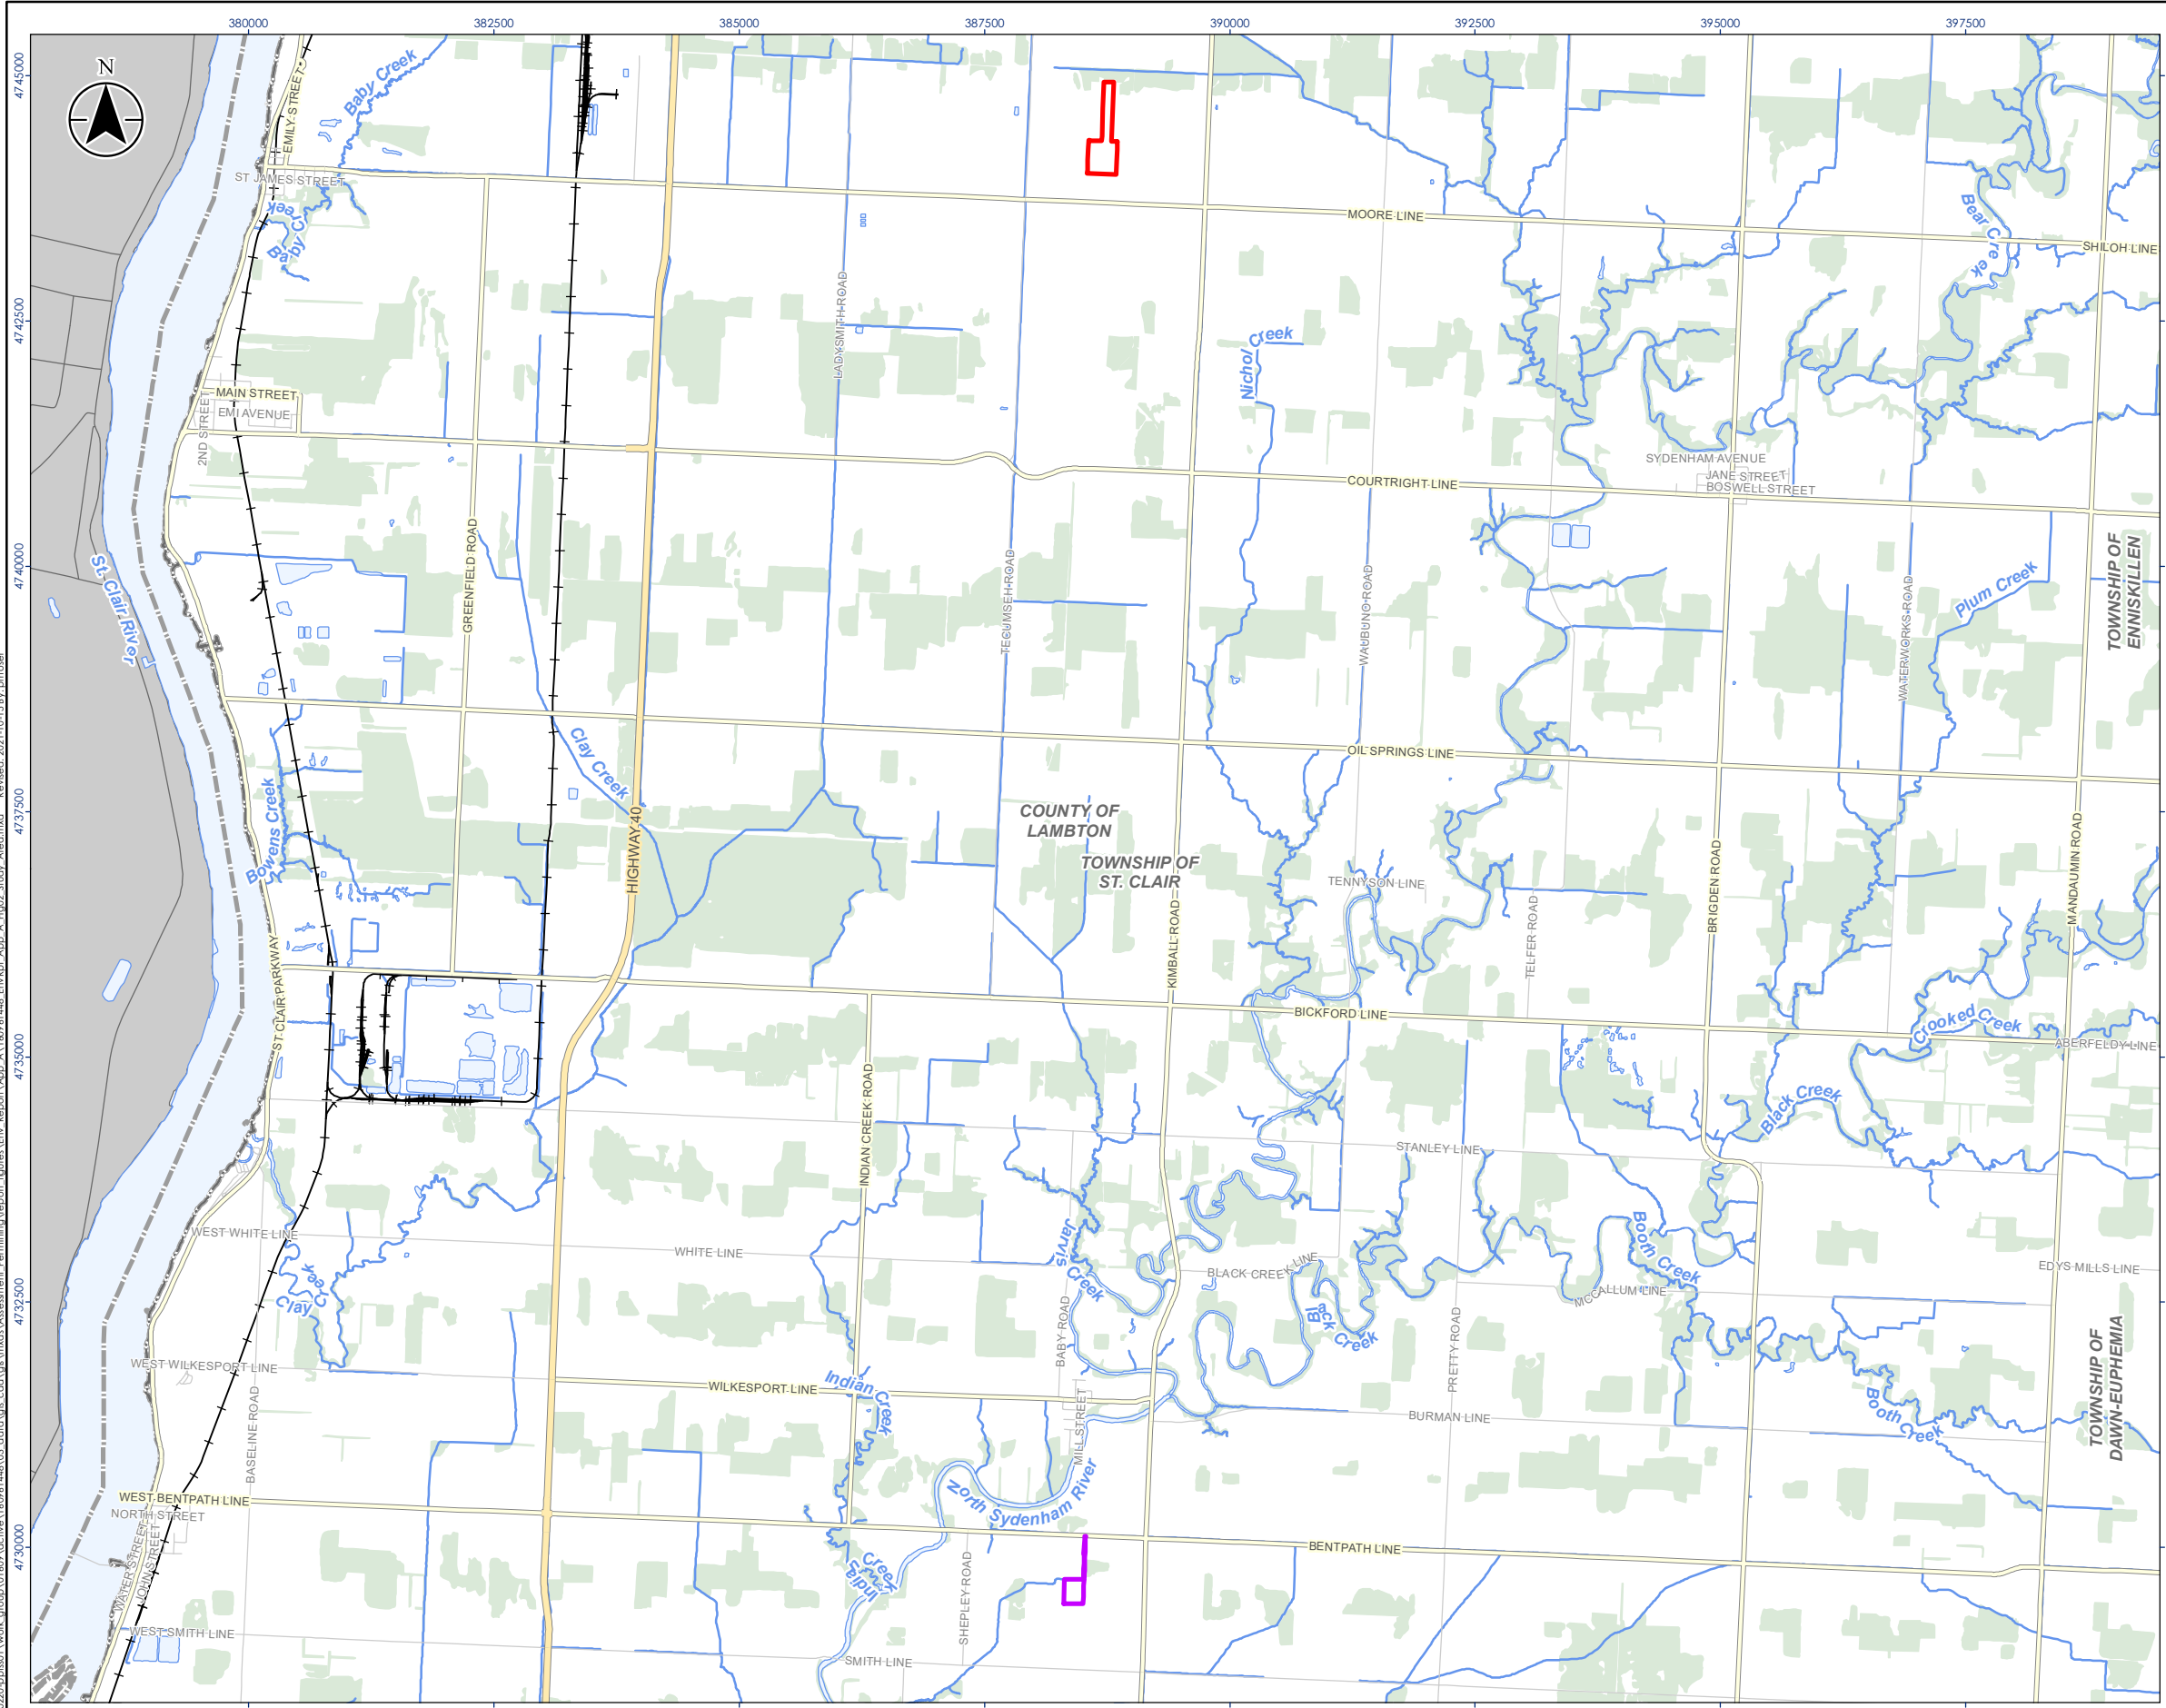 380000 382500 385000 387500 390000 392500 395000 397500
4745000
4742500
4740000
4737500
4735000
4732500
4730000
N
EMILY STREET
Baby Creek
ST JAMES STREET
Baby Creek
MOORE LINE
SHILOH LINE
Bear Creek
LADYSMITH ROAD
Nichol Creek
MAIN STREET
EMI AVENUE
2ND STREET
SYDENHAM AVENUE
JANE STREET
BOSWELL STREET
COURTRIGHT LINE
St. Clair River
GREENFIELD ROAD
TECUMSEH ROAD
WAUBUNO ROAD
WATERWORKS ROAD
Plum Creek
TOWNSHIP OF
ENNISKILLEN
Clay Creek
OIL SPRINGS LINE
Bowens Creek
HIGHWAY 40
COUNTY OF
LAMBTON
TOWNSHIP OF
ST. CLAIR
TENNYSON LINE
TELFER ROAD
BRIGDEN ROAD
MANDAUMIN ROAD
KIMBALL ROAD
ST. CLAIR PARKWAY
BICKFORD LINE
Crooked Creek
ABERFELDY LINE
INDIAN CREEK ROAD
Black Creek
STANLEY LINE
WEST WHITE LINE
WHITE LINE
Jarvis Creek
BLACK CREEK LINE
Booth Creek
EDYS MILLS LINE
Clay Creek
MCCALLUM LINE
Black Creek
BABY ROAD
PRETTY ROAD
WEST WILKESPORT LINE
WILKESPORT LINE
Indian Creek
MILL STREET
BURMAN LINE
Booth Creek
TOWNSHIP OF
DAWN-EUPHEMIA
BASELINE ROAD
North Sydenham River
WEST BENTPATH LINE
NORTH STREET
BENTPATH LINE
WATER STREET
JOHN STREET
Indian Creek
SHEPLEY ROAD
WEST SMITH LINE
SMITH LINE